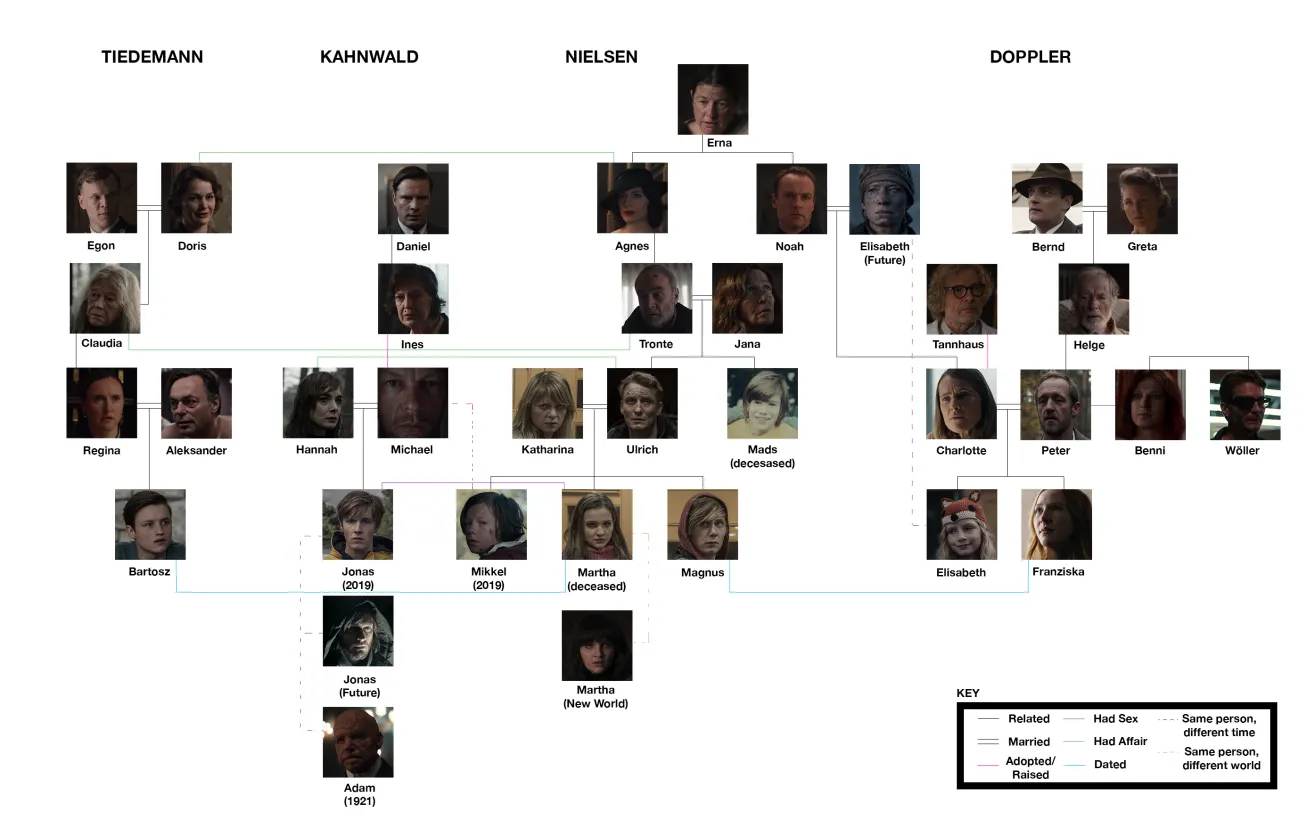 TIEDEMANN
KAHNWALD
NIELSEN
DOPPLER
Erna
Egon
Doris
Daniel
Agnes
Noah
Elisabeth
(Future)
Bernd
Greta
Claudia
Ines
Tronte
Jana
Tannhaus
Helge
Regina
Aleksander
Hannah
Michael
Katharina
Ulrich
Mads
(decesased)
Charlotte
Peter
Benni
Wöller
Bartosz
Jonas
(2019)
Mikkel
(2019)
Martha
(deceased)
Magnus
Elisabeth
Franziska
Jonas
(Future)
Martha
(New World)
Adam
(1921)
KEY
Related
Married
Adopted/
Raised
Had Sex
Had Affair
Dated
Same person,
different time
Same person,
different world